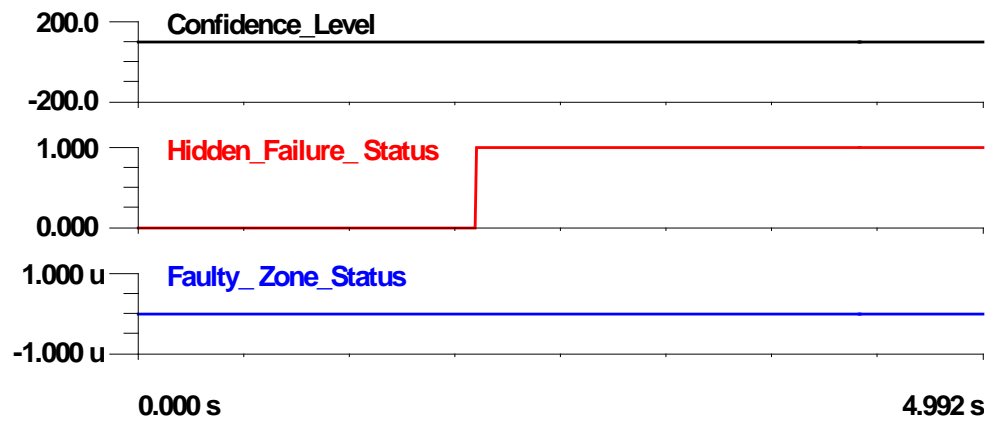 200.0
Confidence_Level
-200.0
1.000
Hidden_Failure_ Status
0.000
1.000 u
Faulty_ Zone_Status
-1.000 u
0.000 s 4.992 s